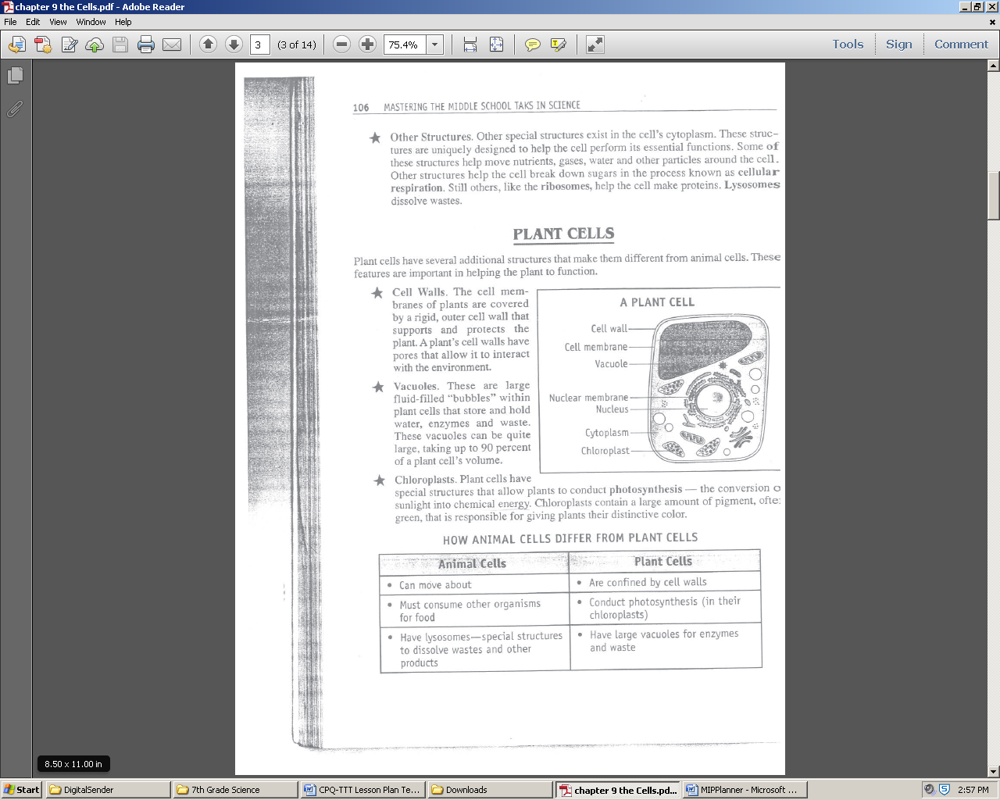 chapter 9 the Cells.pdf - Adobe Reader
File Edit View Window Help
3 (3 of 14) 75.4% Tools Sign Comment
106 MASTERING THE MIDDLE SCHOOL TAKS IN SCIENCE
Other Structures. Other special structures exist in the cell's cytoplasm. These struc-
tures are uniquely designed to help the cell perform its essential functions. Some of
these structures help move nutrients, gases, water and other particles around the cell.
Other structures help the cell break down sugars in the process known as cellular
respiration. Still others, like the ribosomes, help the cell make proteins. Lysosomes
dissolve wastes.
PLANT CELLS
Plant cells have several additional structures that make them different from animal cells. These
features are important in helping the plant to function.
Cell Walls. The cell mem-
branes of plants are covered
by a rigid, outer cell wall that
supports and protects the
plant. A plant's cell walls have
pores that allow it to interact
with the environment.
Vacuoles. These are large
fluid-filled "bubbles" within
plant cells that store and hold
water, enzymes and waste.
These vacuoles can be quite
large, taking up to 90 percent
of a plant cell's volume.
A PLANT CELL
Cell wall
Cell membrane
Vacuole
Nuclear membrane
Nucleus
Cytoplasm
Chloroplast
Chloroplasts. Plant cells have
special structures that allow plants to conduct photosynthesis — the conversion o
sunlight into chemical energy. Chloroplasts contain a large amount of pigment, ofte
green, that is responsible for giving plants their distinctive color.
HOW ANIMAL CELLS DIFFER FROM PLANT CELLS
Animal Cells Plant Cells
• Can move about • Are confined by cell walls
• Must consume other organisms • Conduct photosynthesis (in their
for food chloroplasts)
• Have lysosomes—special structures • Have large vacuoles for enzymes
to dissolve wastes and other and waste
products
8.50 x 11.00 in
Start DigitalSender 7th Grade Science CPQ-TTT Lesson Plan Te... Downloads chapter 9 the Cells.pd... MIPPlanner - Microsoft ... 2:57 PM